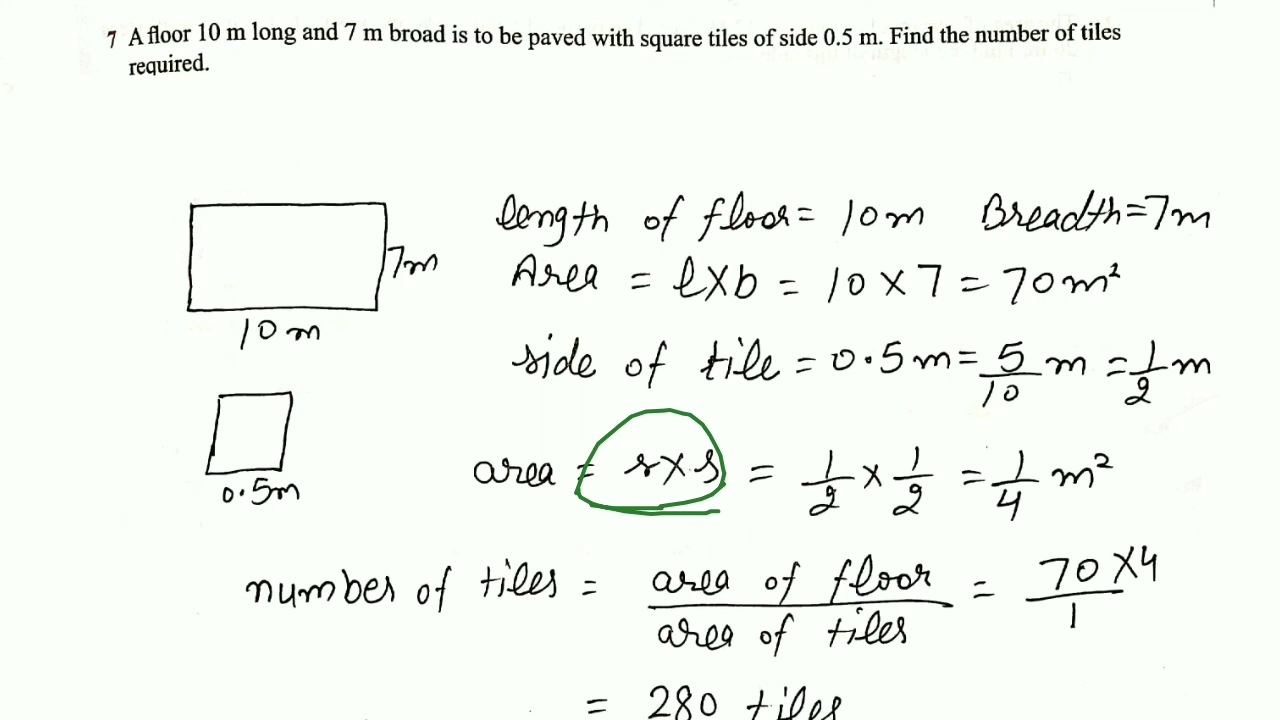 7 A floor 10 m long and 7 m broad is to be paved with square tiles of side 0.5 m. Find the number of tiles
required.
length of floor = 10m Breadth=7m
7m
Area = l×b = 10 × 7 = 70m²
10 m
side of tile = 0.5m = 5/10 m = 1/2 m
area = s×s = 1/2 × 1/2 = 1/4 m²
0.5m
number of tiles = area of floor/area of tiles = 70×4/1
= 280 tiles